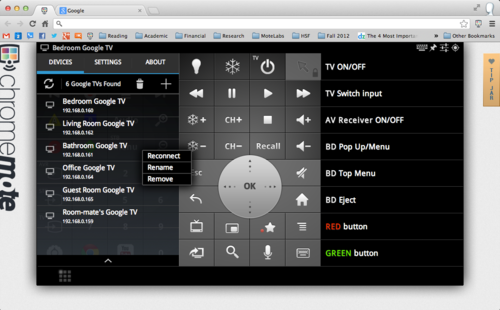 Google
Reading
Academic
Financial
Research
MoteLabs
HSF
Fall 2012
The 4 Most Import
Other Bookmarks
chromemote
Bedroom Google TV
DEVICES SETTINGS ABOUT
6 Google TVs Found
Bedroom Google TV
192.168.0.160
Living Room Google TV
192.168.0.162
Bathroom Google TV
192.168.0.161
Office Google TV
192.168.0.164
Guest Room Google TV
192.168.0.165
Room-mate's Google TV
192.168.0.159
Reconnect
Rename
Remove
TV
CH+
CH−
Recall
OK
TV ON/OFF
TV Switch input
AV Receiver ON/OFF
BD Pop Up/Menu
BD Top Menu
BD Eject
RED button
GREEN button
TIP JAR